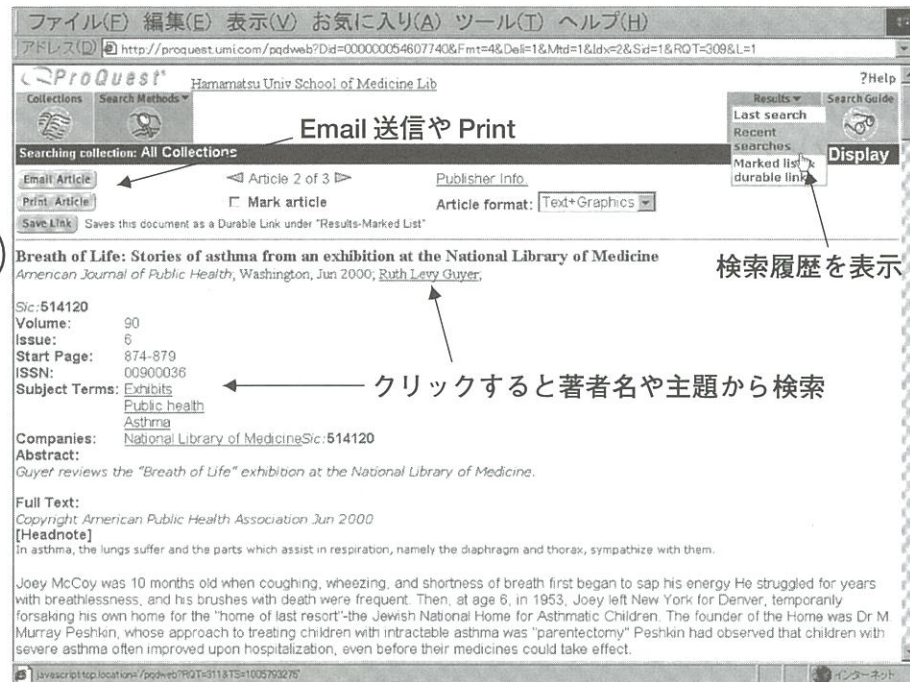 ファイル(F) 編集(E) 表示(V) お気に入り(A) ツール(T) ヘルプ(H)
アドレス(D) http://proquest.umi.com/pqdweb?Did=000000054607740&Fmt=4&Deli=1&Mtd=1&Idx=2&Sid=1&RQT=309&L=1
ProQuest Hamamatsu Univ School of Medicine Lib ?Help
Collections Search Methods Results Search Guide
Last search
Recent searches
Marked list
durable link
Email 送信や Print
Searching collection: All Collections Display
Email Article Article 2 of 3 Publisher Info.
Print Article Mark article Article format: Text+Graphics
Save Link Saves this document as a Durable Link under "Results-Marked List"
検索履歴を表示
Breath of Life: Stories of asthma from an exhibition at the National Library of Medicine
American Journal of Public Health, Washington, Jun 2000; Ruth Levy Guyer;
Sic:514120
Volume: 90
Issue: 6
Start Page: 874-879
ISSN: 00900036
Subject Terms: Exhibits
Public health
Asthma
クリックすると著者名や主題から検索
Companies: National Library of MedicineSic:514120
Abstract:
Guyer reviews the "Breath of Life" exhibition at the National Library of Medicine.
Full Text:
Copyright American Public Health Association Jun 2000
[Headnote]
In asthma, the lungs suffer and the parts which assist in respiration, namely the diaphragm and thorax, sympathize with them.
Joey McCoy was 10 months old when coughing, wheezing, and shortness of breath first began to sap his energy He struggled for years
with breathlessness, and his brushes with death were frequent. Then, at age 6, in 1953, Joey left New York for Denver, temporarily
forsaking his own home for the "home of last resort"-the Jewish National Home for Asthmatic Children. The founder of the Home was Dr M
Murray Peshkin, whose approach to treating children with intractable asthma was "parentectomy" Peshkin had observed that children with
severe asthma often improved upon hospitalization, even before their medicines could take effect.
javascript:top.location='/pqdweb?RQT=311&TS=1005793276' インターネット